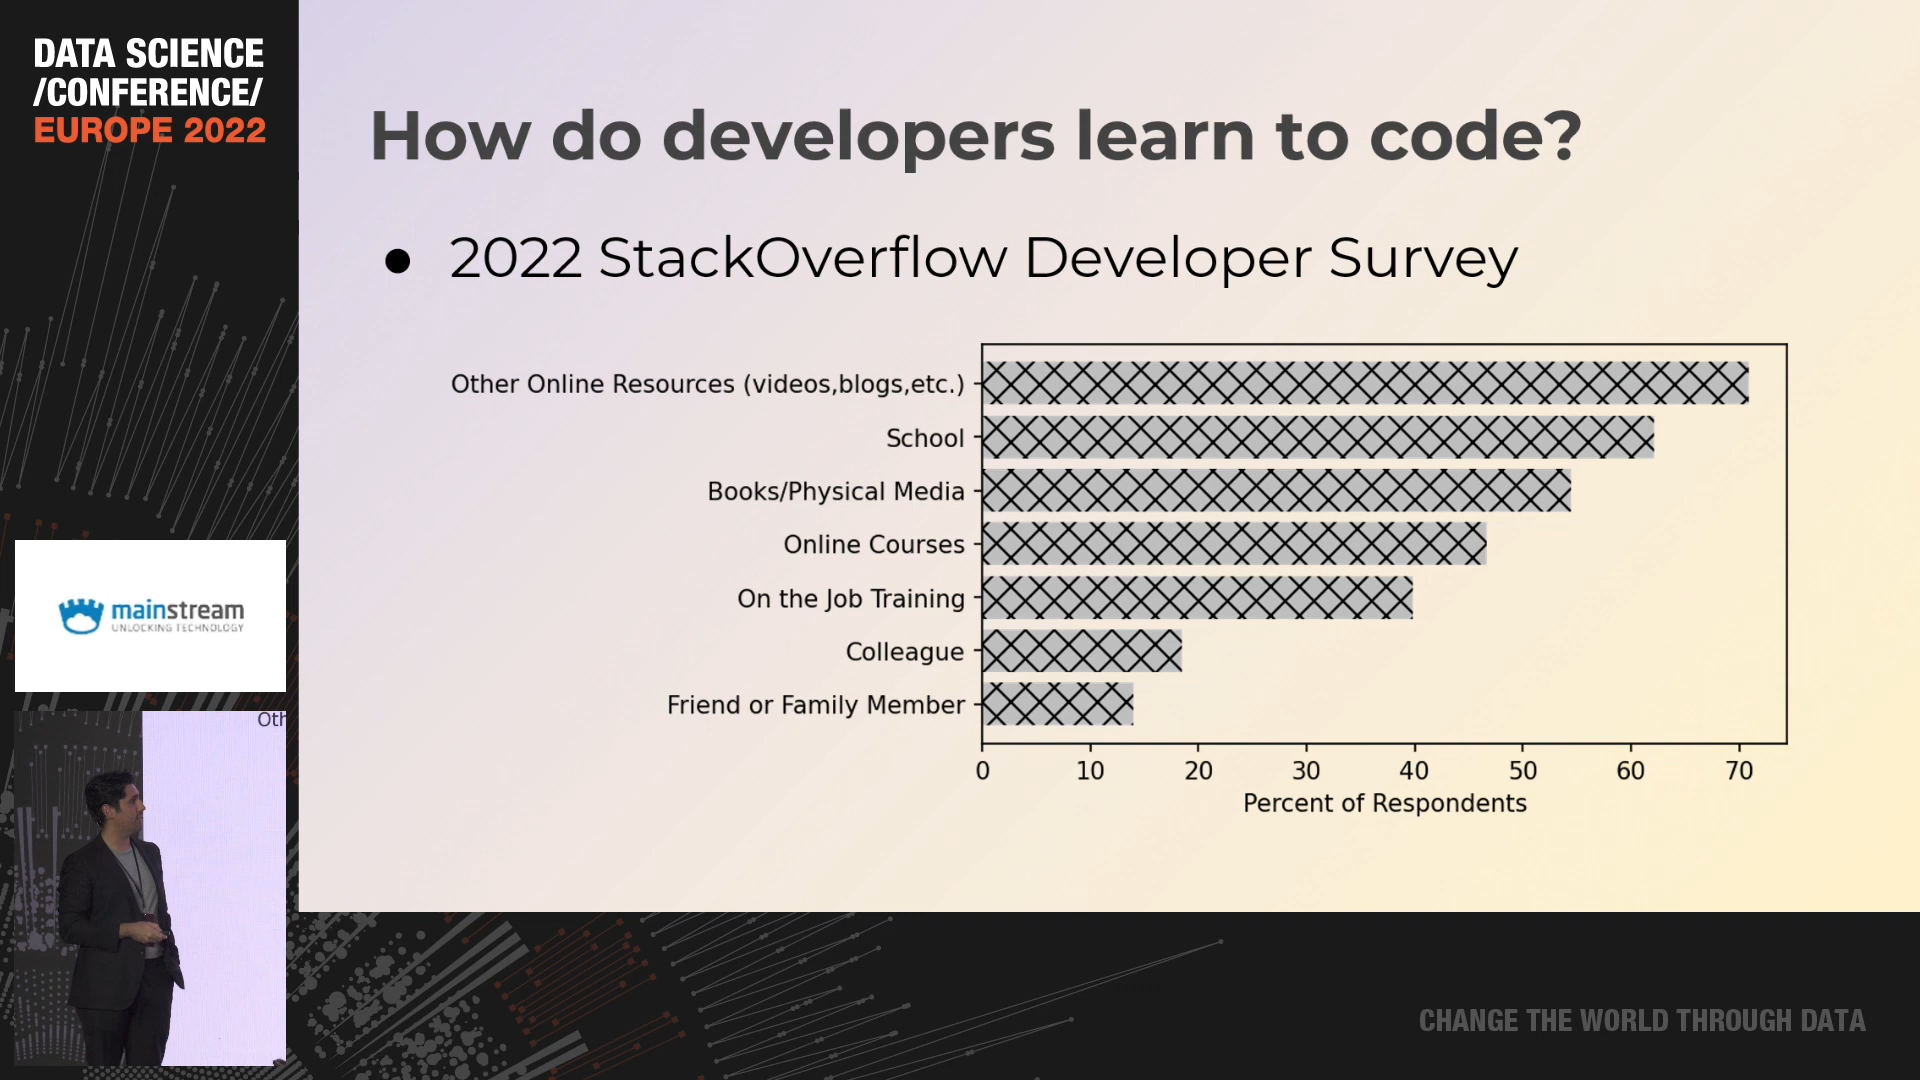 DATA SCIENCE
/CONFERENCE/
EUROPE 2022
How do developers learn to code?
● 2022 StackOverflow Developer Survey
Other Online Resources (videos,blogs,etc.)
School
Books/Physical Media
Online Courses
On the Job Training
Colleague
Friend or Family Member
0 10 20 30 40 50 60 70
Percent of Respondents
mainstream
UNLOCKING TECHNOLOGY
Oth
CHANGE THE WORLD THROUGH DATA